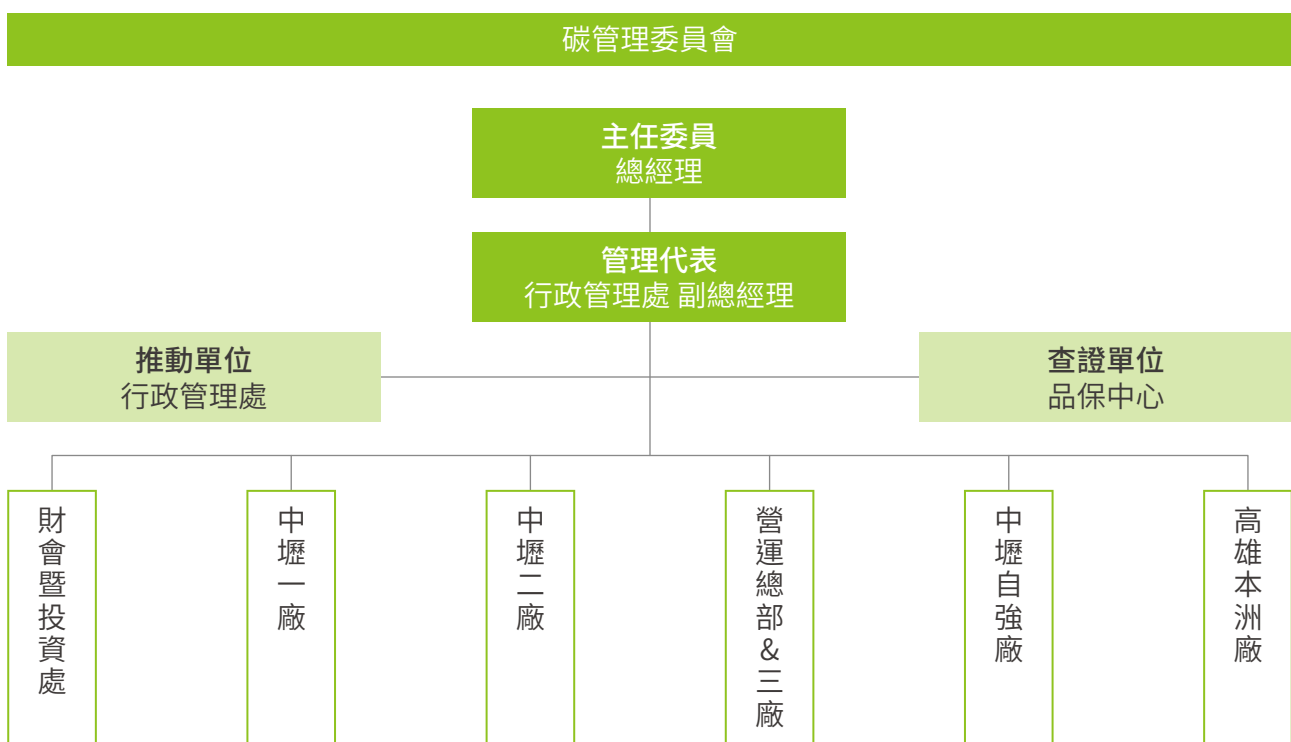 碳管理委員會
主任委員
總經理
管理代表
行政管理處 副總經理
推動單位
行政管理處
查證單位
品保中心
財會暨投資處
中壢一廠
中壢二廠
營運總部&三廠
中壢自強廠
高雄本洲廠